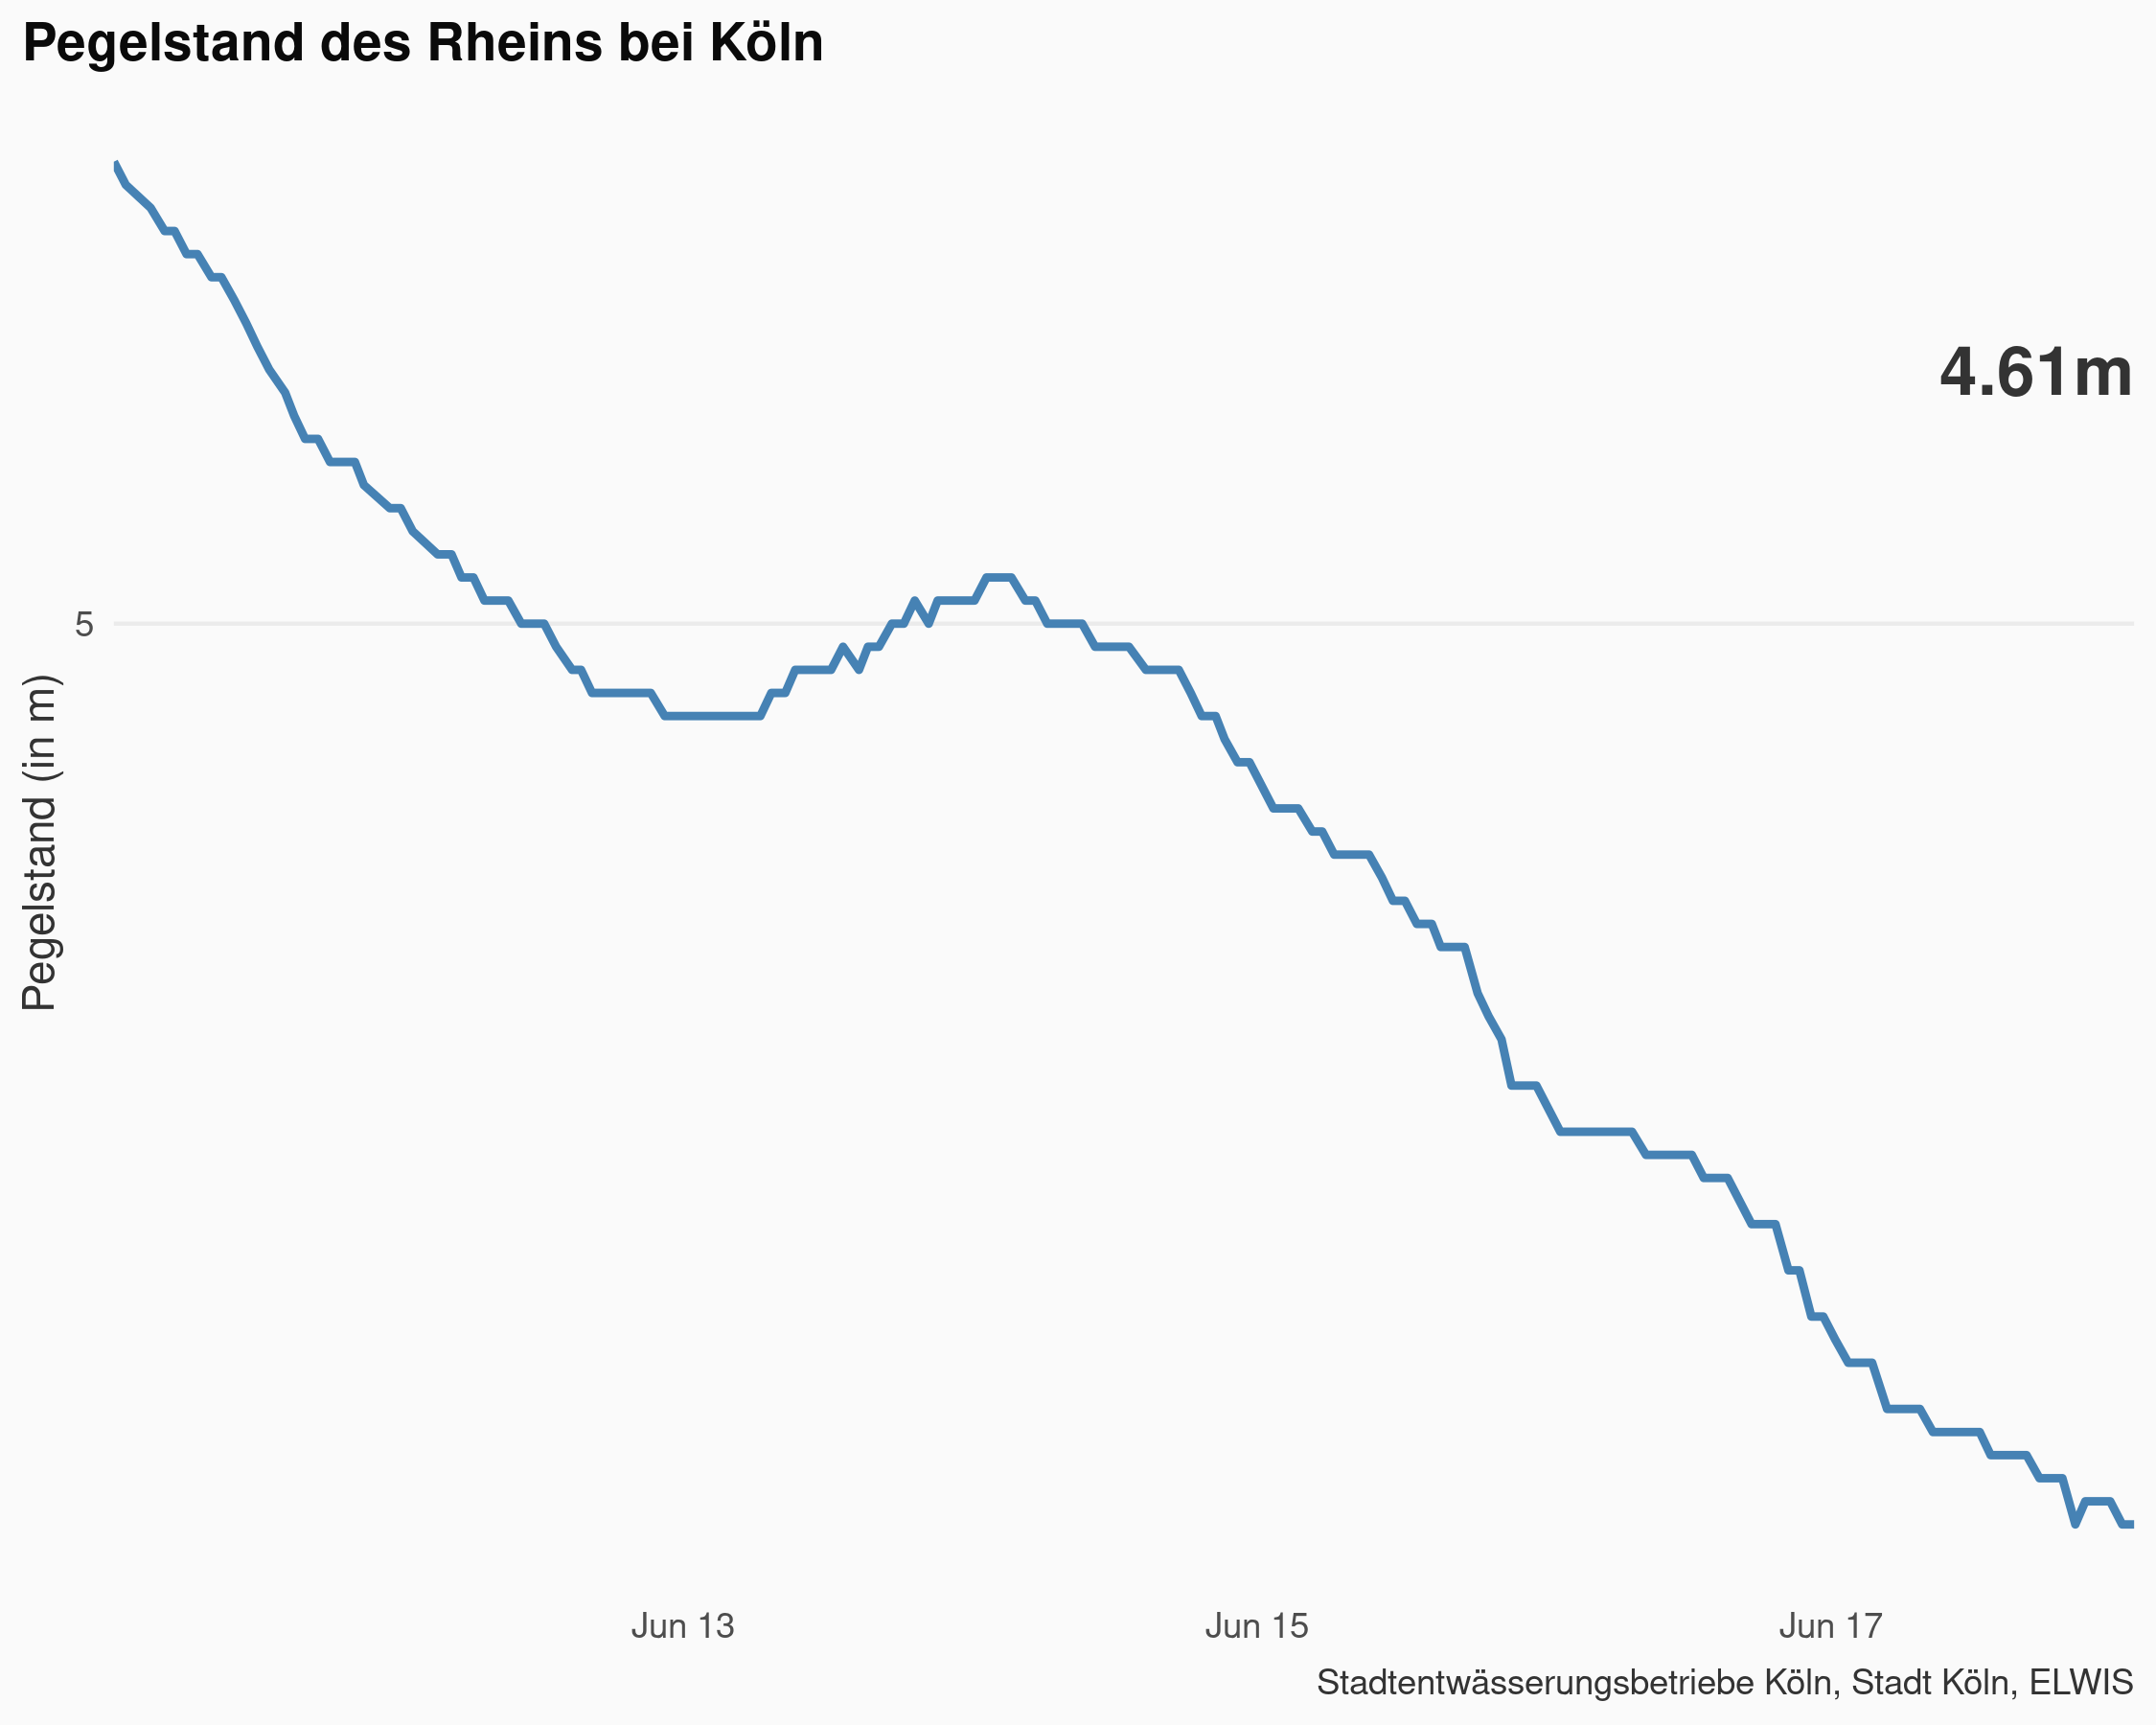 Pegelstand des Rheins bei Köln
4.61m
5
Pegelstand (in m)
Jun 13
Jun 15
Jun 17
Stadtentwässerungsbetriebe Köln, Stadt Köln, ELWIS